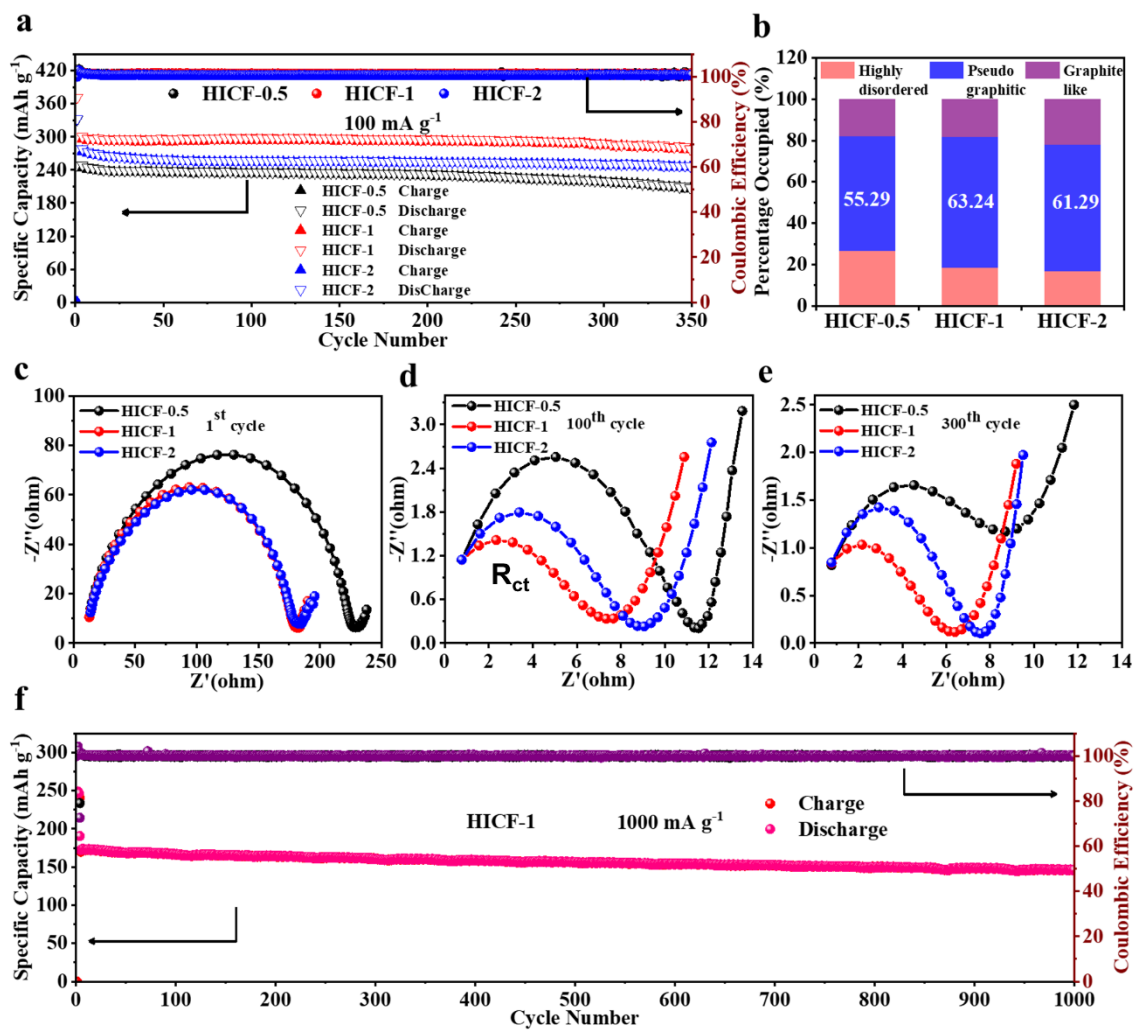 a
Specific Capacity (mAh g-1)
420
360
300
240
180
120
60
0
HICF-0.5 HICF-1 HICF-2
100 mA g-1
HICF-0.5 Charge
HICF-0.5 Discharge
HICF-1 Charge
HICF-1 Discharge
HICF-2 Charge
HICF-2 DisCharge
0 50 100 150 200 250 300 350
Cycle Number
100
80
60
40
20
0
Coulombic Efficiency (%)
b
Percentage Occupied (%)
120
100
80
60
40
20
0
Highly disordered
Pseudo graphitic
Graphite like
55.29
63.24
61.29
HICF-0.5 HICF-1 HICF-2
c
-Z''(ohm)
100
80
60
40
20
0
HICF-0.5
HICF-1
HICF-2
1st cycle
0 50 100 150 200 250
Z'(ohm)
d
3.6
3.0
2.4
1.8
1.2
0.6
0.0
HICF-0.5
HICF-1
HICF-2
100th cycle
Rct
0 2 4 6 8 10 12 14
Z'(ohm)
e
2.5
2.0
1.5
1.0
0.5
0.0
HICF-0.5
HICF-1
HICF-2
300th cycle
0 2 4 6 8 10 12 14
Z'(ohm)
f
Specific Capacity (mAh g-1)
300
250
200
150
100
50
0
HICF-1 1000 mA g-1
Charge
Discharge
0 100 200 300 400 500 600 700 800 900 1000
Cycle Number
100
80
60
40
20
0
Coulombic Efficiency (%)